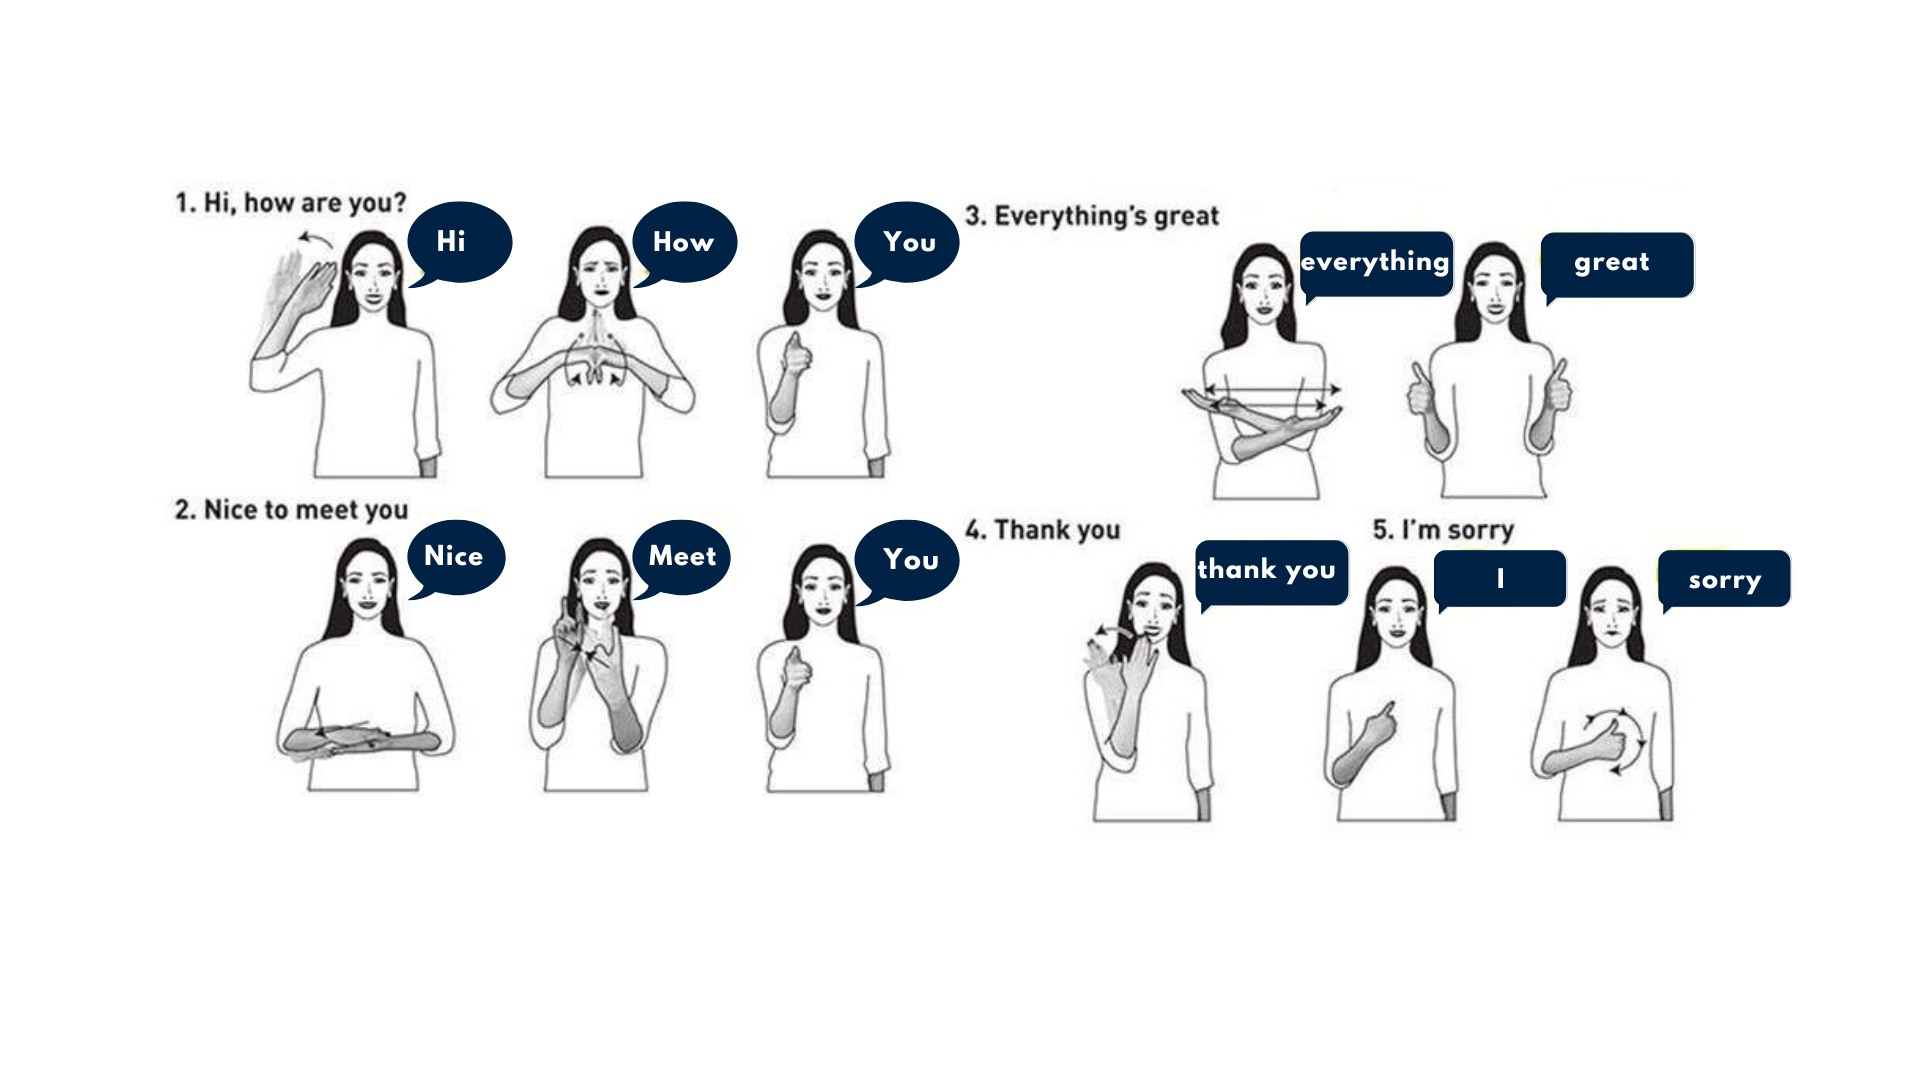 1. Hi, how are you?
Hi
How
You
2. Nice to meet you
Nice
Meet
You
3. Everything's great
everything
great
4. Thank you
thank you
5. I'm sorry
I
sorry